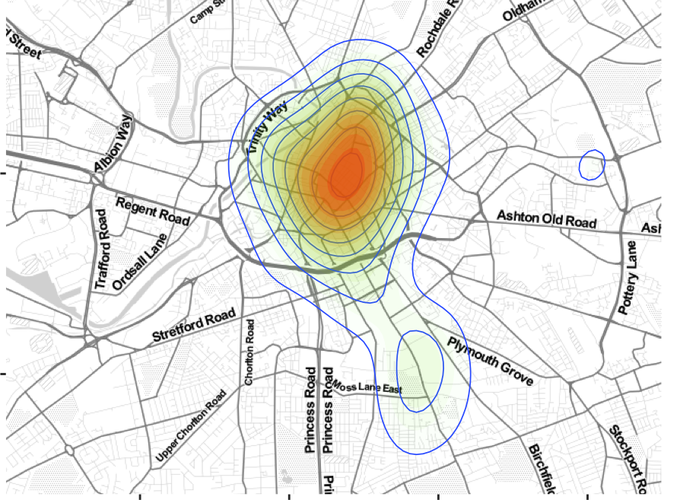 Camp St
Rochdale R
Oldham
d Street
Trinity Way
Albion Way
Regent Road
Ashton Old Road
Ash
Trafford Road
Ordsall Lane
Pottery Lane
Stretford Road
Chorlton Road
Plymouth Grove
Princess Road
Princess Road
Moss Lane East
Upper Chorlton Road
Birchfiel
Stockport Ro
Pri